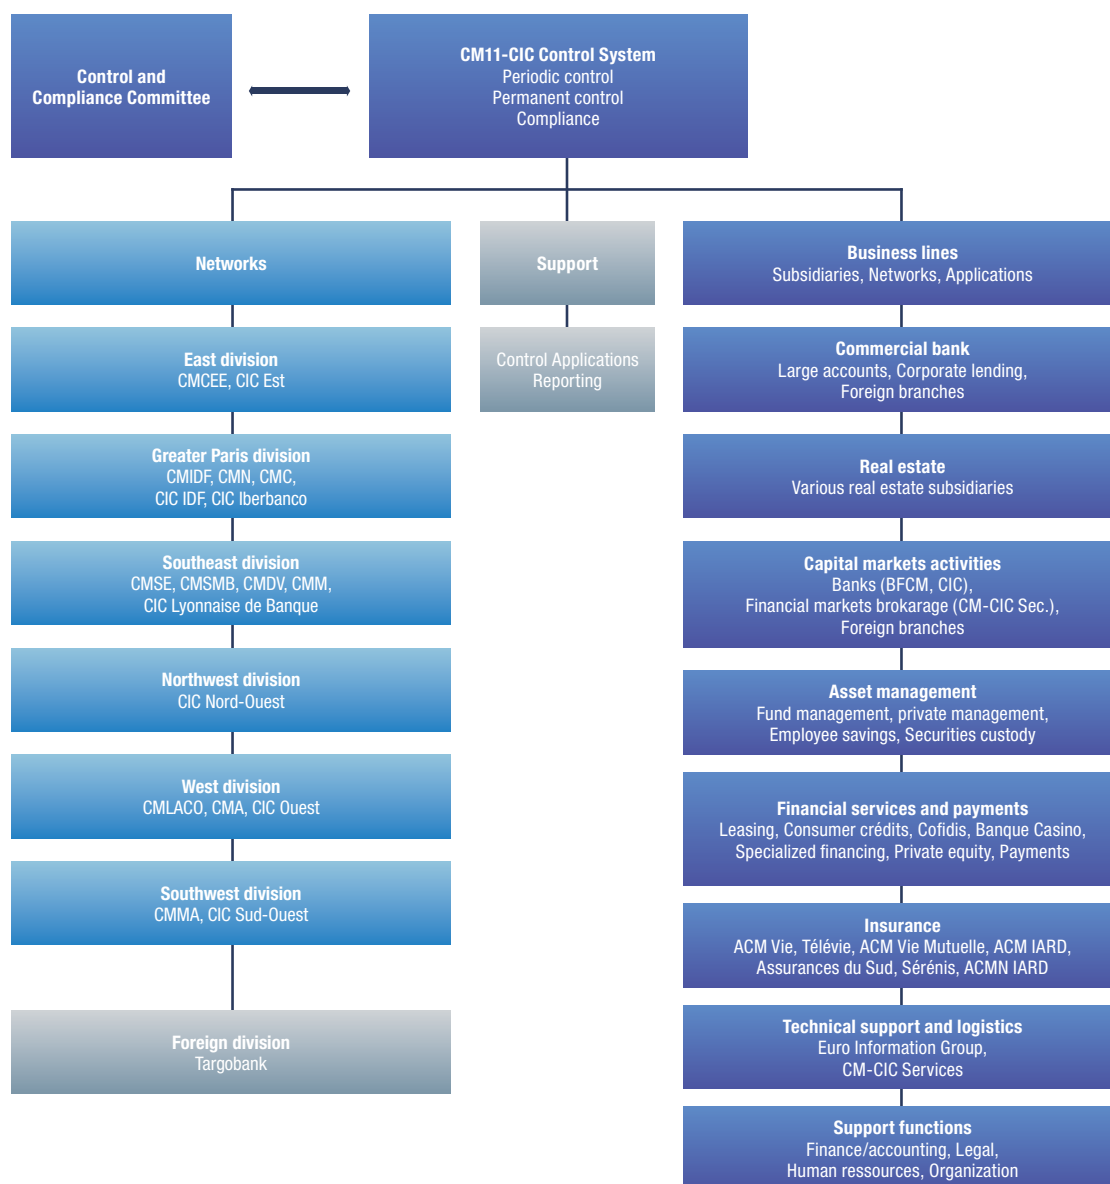 Control and
Compliance Committee
CM11-CIC Control System
Periodic control
Permanent control
Compliance
Networks
East division
CMCEE, CIC Est
Greater Paris division
CMIDF, CMN, CMC,
CIC IDF, CIC Iberbanco
Southeast division
CMSE, CMSMB, CMDV, CMM,
CIC Lyonnaise de Banque
Northwest division
CIC Nord-Ouest
West division
CMLACO, CMA, CIC Ouest
Southwest division
CMMA, CIC Sud-Ouest
Foreign division
Targobank
Support
Control Applications
Reporting
Business lines
Subsidiaries, Networks, Applications
Commercial bank
Large accounts, Corporate lending,
Foreign branches
Real estate
Various real estate subsidiaries
Capital markets activities
Banks (BFCM, CIC),
Financial markets brokarage (CM-CIC Sec.),
Foreign branches
Asset management
Fund management, private management,
Employee savings, Securities custody
Financial services and payments
Leasing, Consumer crédits, Cofidis, Banque Casino,
Specialized financing, Private equity, Payments
Insurance
ACM Vie, Télévie, ACM Vie Mutuelle, ACM IARD,
Assurances du Sud, Sérénis, ACMN IARD
Technical support and logistics
Euro Information Group,
CM-CIC Services
Support functions
Finance/accounting, Legal,
Human ressources, Organization